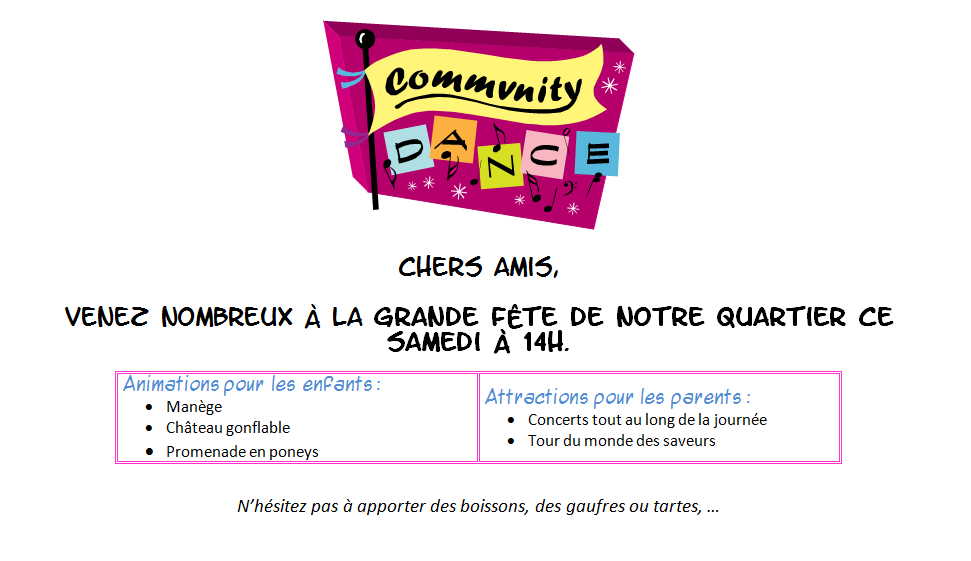 Community
DANCE
CHERS AMIS,
VENEZ NOMBREUX À LA GRANDE FÊTE DE NOTRE QUARTIER CE
SAMEDI À 14H.
Animations pour les enfants :
• Manège
• Château gonflable
• Promenade en poneys
Attractions pour les parents :
• Concerts tout au long de la journée
• Tour du monde des saveurs
N’hésitez pas à apporter des boissons, des gaufres ou tartes, …